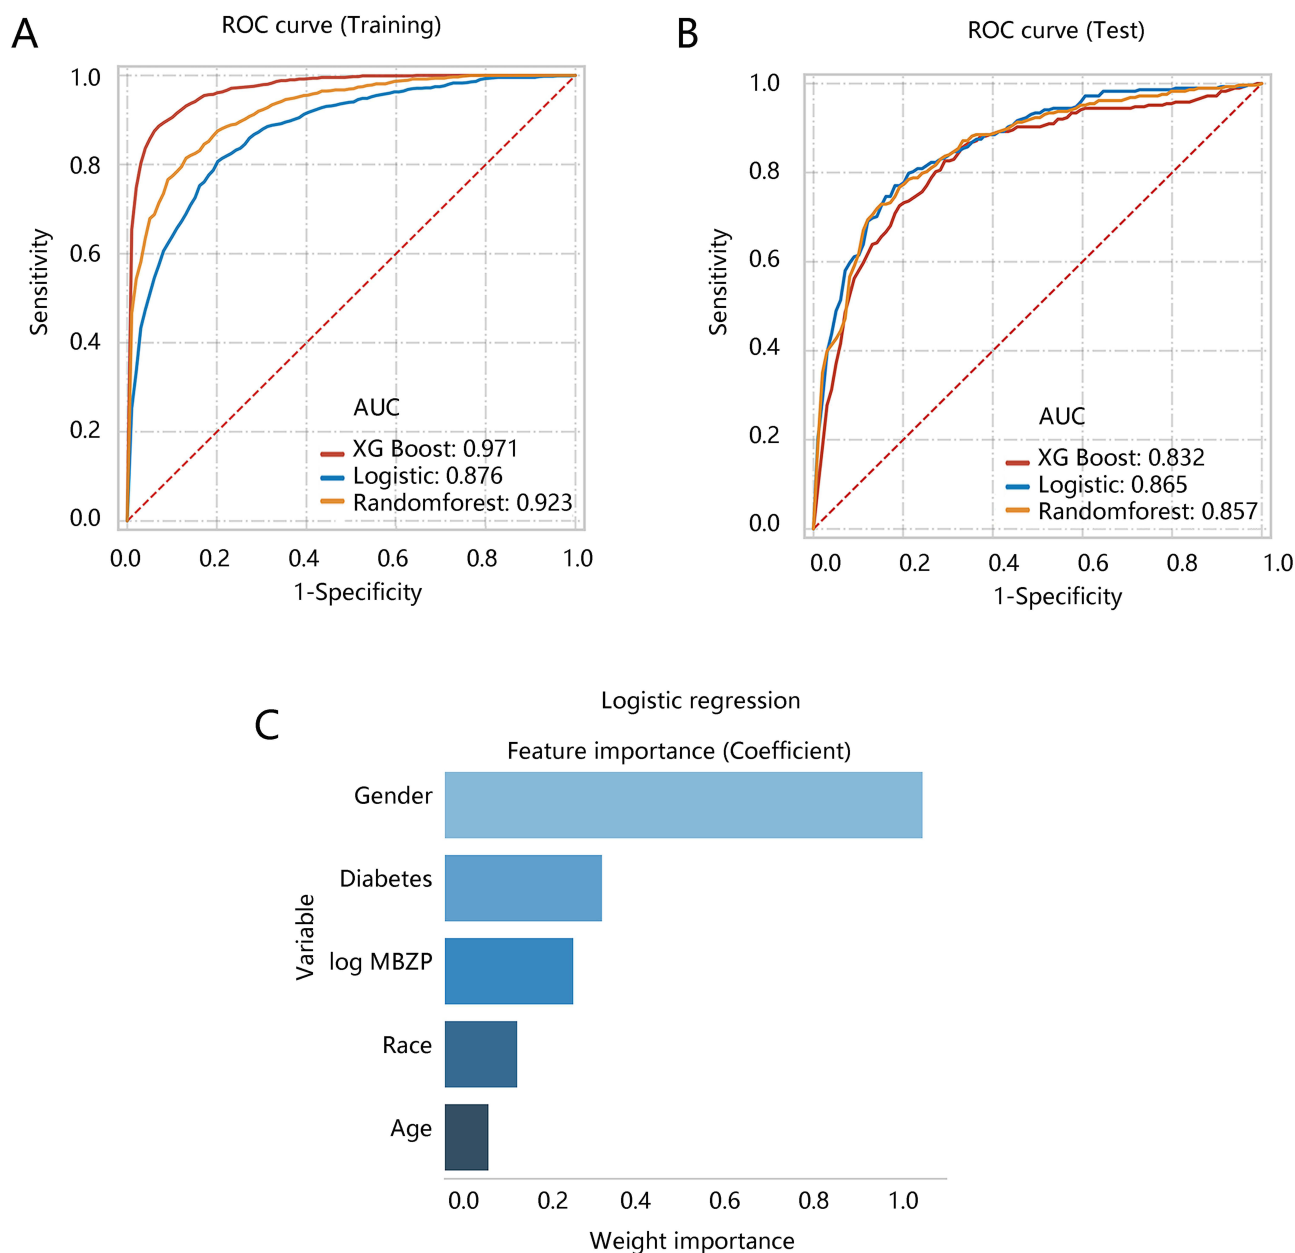 A
ROC curve (Training)
1.0
0.8
0.6
0.4
0.2
0.0
Sensitivity
AUC
XG Boost: 0.971
Logistic: 0.876
Randomforest: 0.923
0.0 0.2 0.4 0.6 0.8 1.0
1-Specificity
B
ROC curve (Test)
1.0
0.8
0.6
0.4
0.2
0.0
Sensitivity
AUC
XG Boost: 0.832
Logistic: 0.865
Randomforest: 0.857
0.0 0.2 0.4 0.6 0.8 1.0
1-Specificity
C
Logistic regression
Feature importance (Coefficient)
Variable
Gender
Diabetes
log MBZP
Race
Age
0.0 0.2 0.4 0.6 0.8 1.0
Weight importance